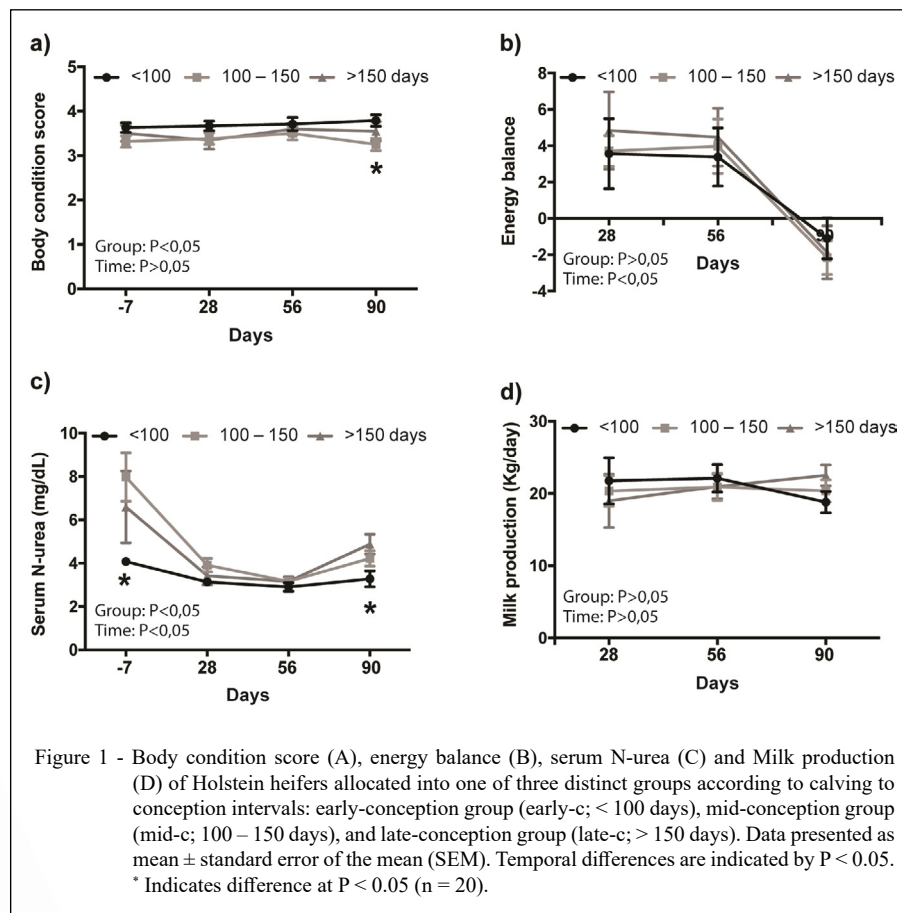 a)
<100 100 – 150 >150 days
5
4
3
2
1
0
Body condition score
*
Group: P<0,05
Time: P>0,05
-7 28 56 90
Days
b)
<100 100 – 150 >150 days
8
6
4
2
0
-2
-4
Energy balance
28 56 90
Days
Group: P>0,05
Time: P<0,05
c)
<100 100 – 150 >150 days
10
8
6
4
2
0
Serum N-urea (mg/dL)
* *
Group: P<0,05
Time: P<0,05
-7 28 56 90
Days
d)
<100 100 – 150 >150 days
30
20
10
0
Milk production (Kg/day)
Group: P>0,05
Time: P>0,05
28 56 90
Days
Figure 1 - Body condition score (A), energy balance (B), serum N-urea (C) and Milk production
(D) of Holstein heifers allocated into one of three distinct groups according to calving to
conception intervals: early-conception group (early-c; < 100 days), mid-conception group
(mid-c; 100 – 150 days), and late-conception group (late-c; > 150 days). Data presented as
mean ± standard error of the mean (SEM). Temporal differences are indicated by P < 0.05.
* Indicates difference at P < 0.05 (n = 20).